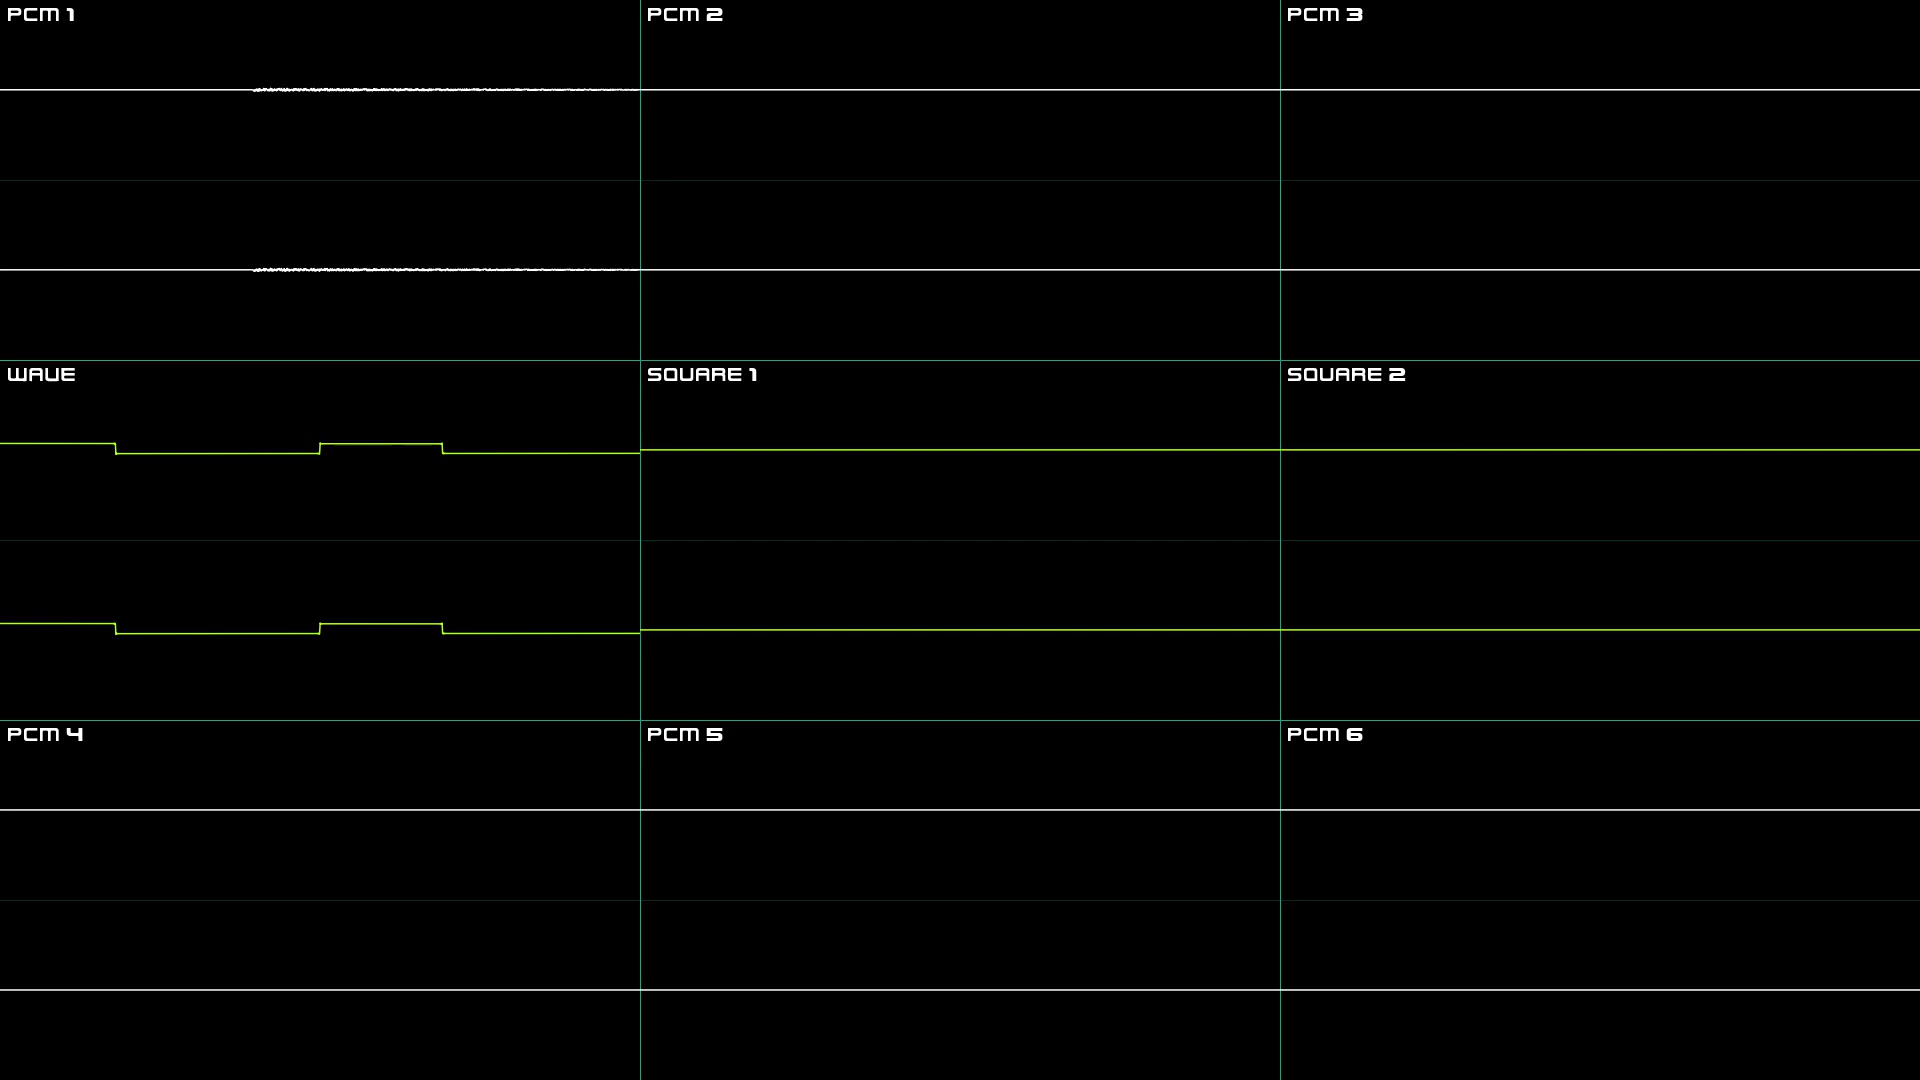 PCM 1
PCM 2
PCM 3
WAVE
SQUARE 1
SQUARE 2
PCM 4
PCM 5
PCM 6